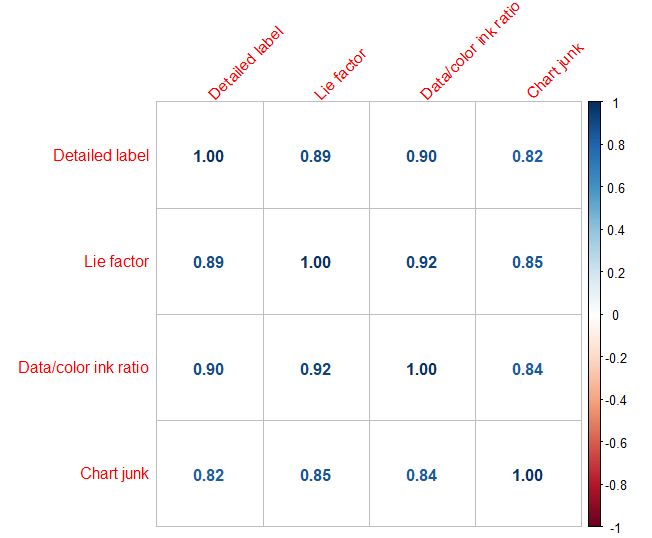 Detailed label
Lie factor
Data/color ink ratio
Chart junk
1
Detailed label 1.00 0.89 0.90 0.82
0.8
0.6
0.4
Lie factor 0.89 1.00 0.92 0.85
0.2
0
Data/color ink ratio 0.90 0.92 1.00 0.84
-0.2
-0.4
-0.6
Chart junk 0.82 0.85 0.84 1.00
-0.8
-1